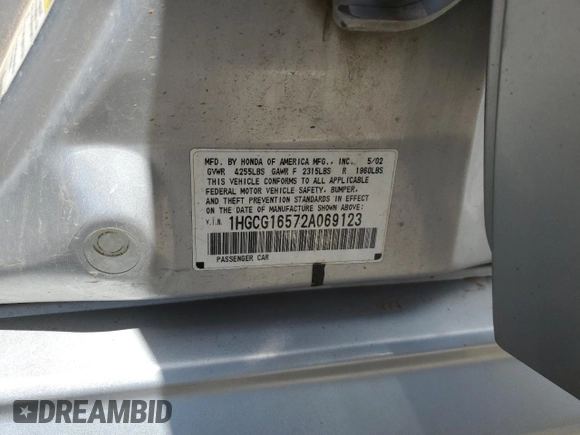 MFD. BY HONDA OF AMERICA MFG., INC. 5/02
GVWR 4255LBS GAWR F 2315LBS R 1960LBS
THIS VEHICLE CONFORMS TO ALL APPLICABLE
FEDERAL MOTOR VEHICLE SAFETY, BUMPER,
AND THEFT PREVENTION STANDARDS IN EFFECT
ON THE DATE OF MANUFACTURE SHOWN ABOVE.
V.I.N. 1HGCG16572A069123
PASSENGER CAR
DREAMBID